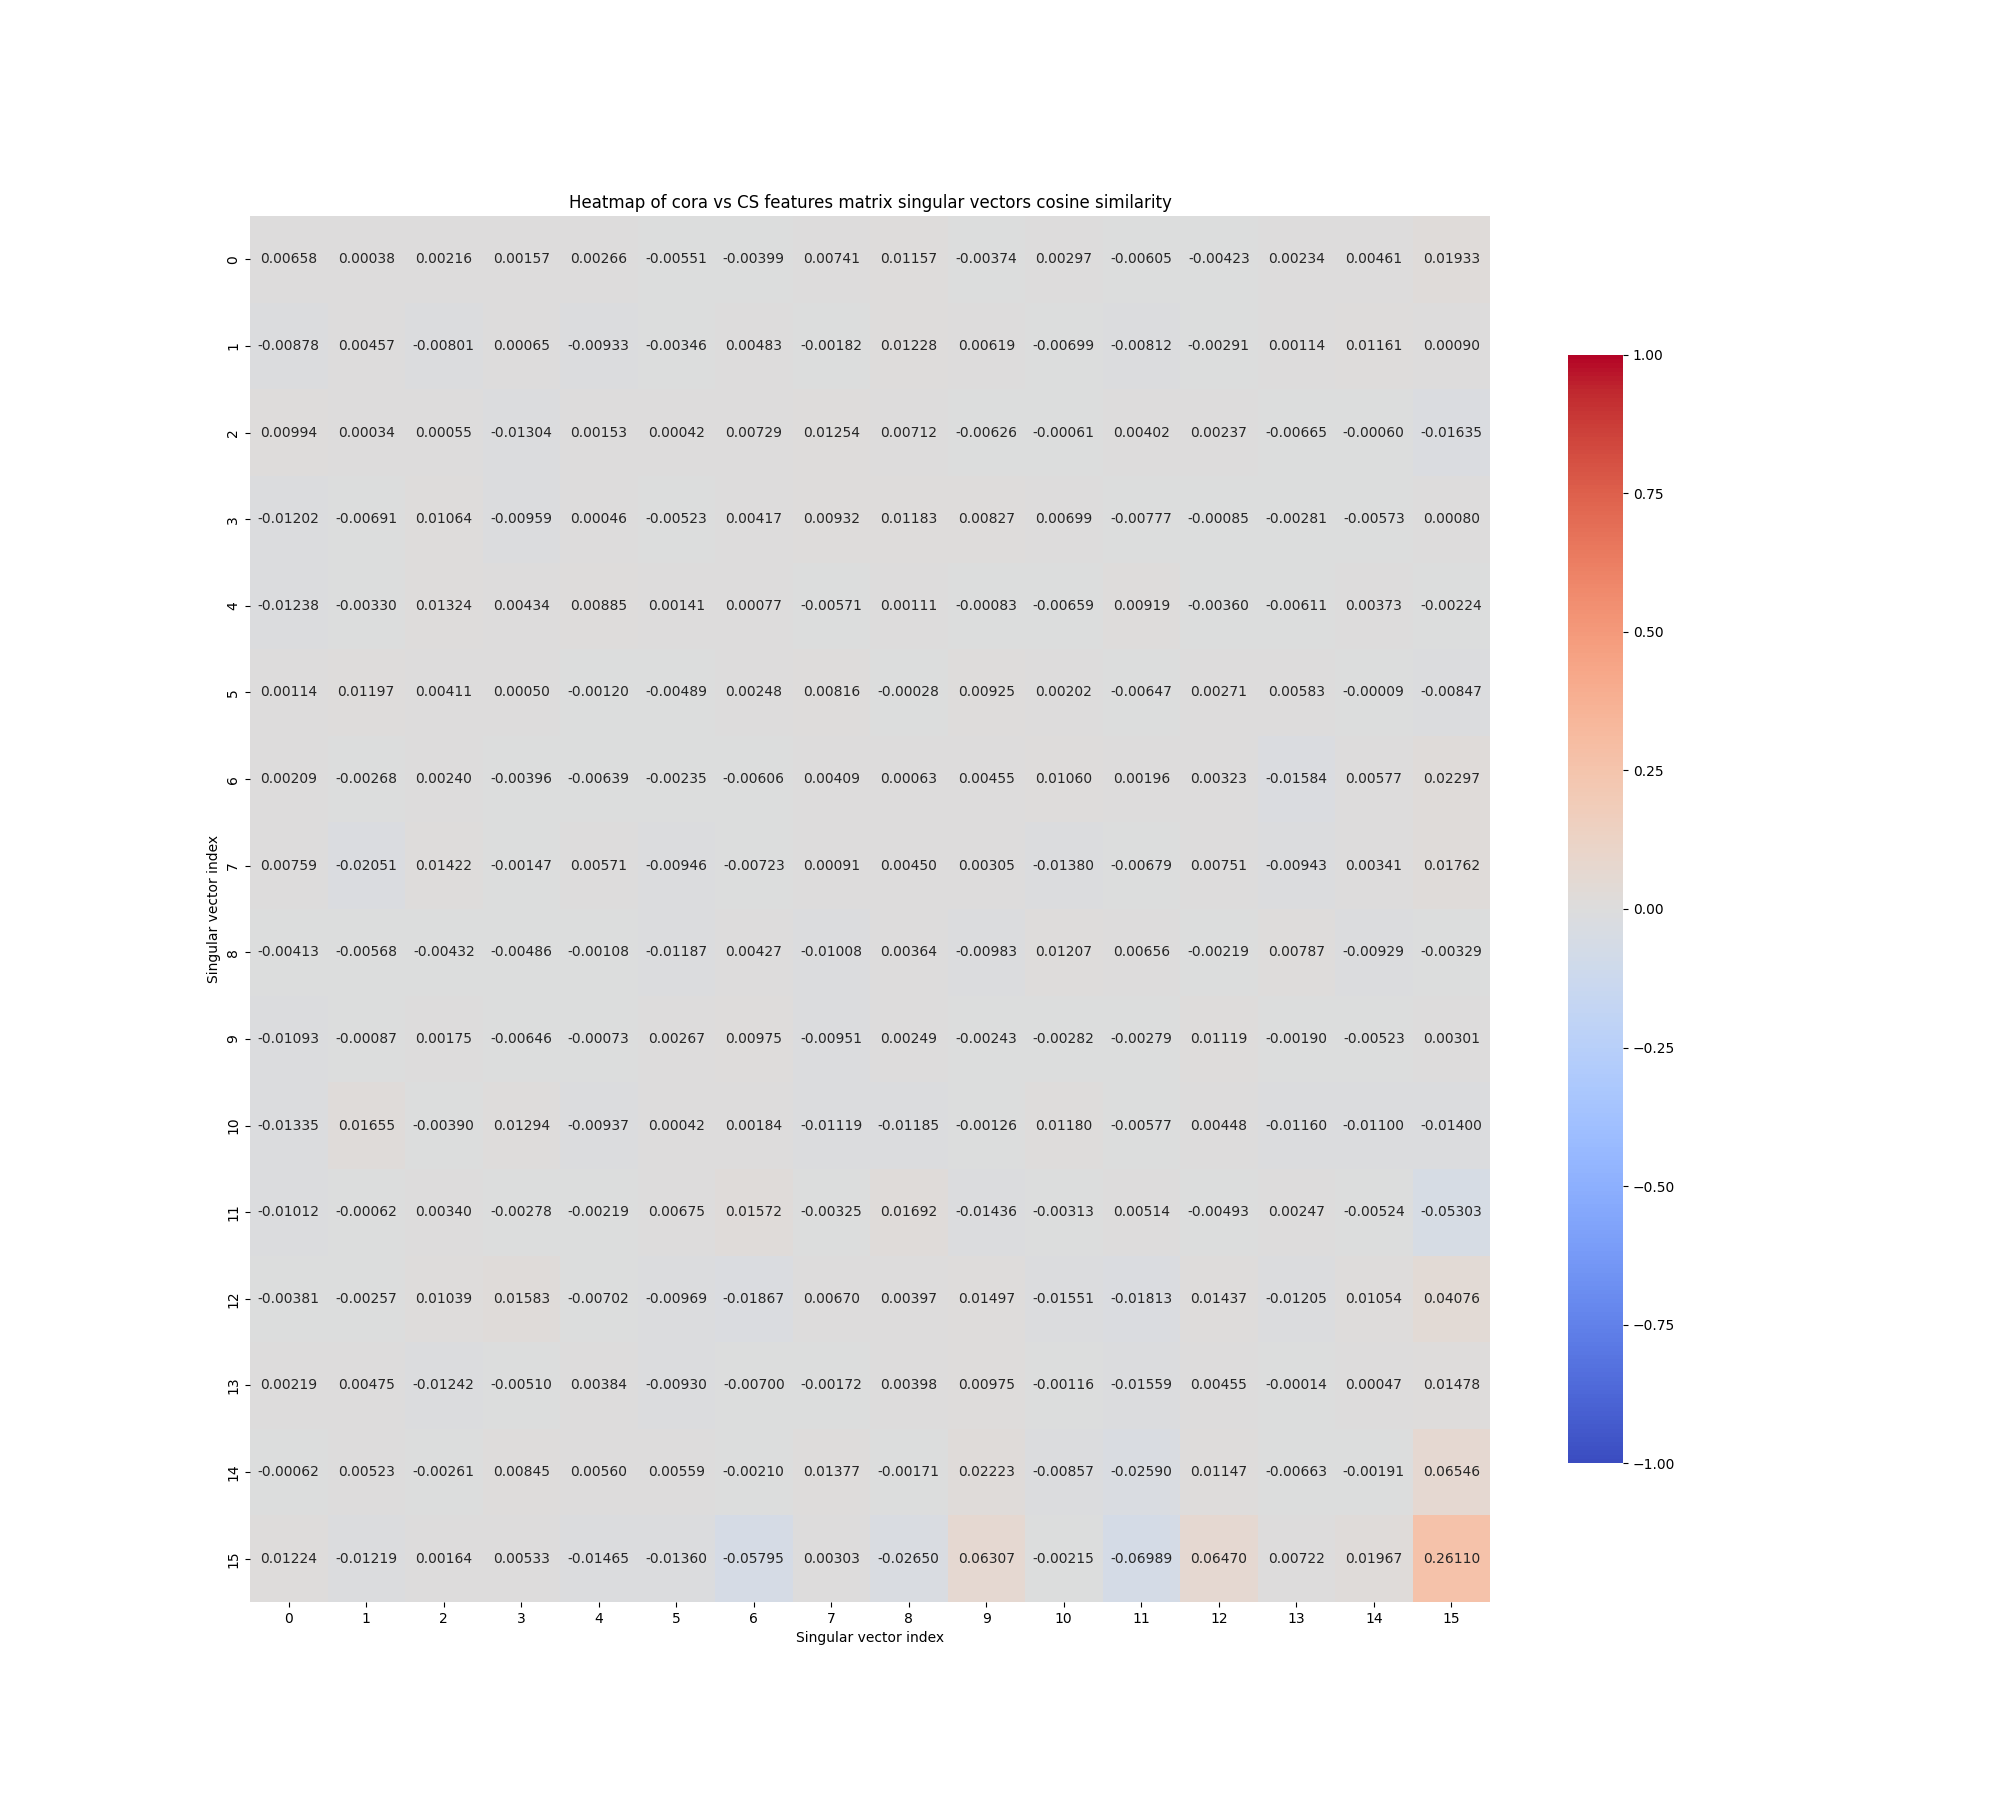 Heatmap of cora vs CS features matrix singular vectors cosine similarity
0 0.00658 0.00038 0.00216 0.00157 0.00266 -0.00551 -0.00399 0.00741 0.01157 -0.00374 0.00297 -0.00605 -0.00423 0.00234 0.00461 0.01933
1 -0.00878 0.00457 -0.00801 0.00065 -0.00933 -0.00346 0.00483 -0.00182 0.01228 0.00619 -0.00699 -0.00812 -0.00291 0.00114 0.01161 0.00090
2 0.00994 0.00034 0.00055 -0.01304 0.00153 0.00042 0.00729 0.01254 0.00712 -0.00626 -0.00061 0.00402 0.00237 -0.00665 -0.00060 -0.01635
3 -0.01202 -0.00691 0.01064 -0.00959 0.00046 -0.00523 0.00417 0.00932 0.01183 0.00827 0.00699 -0.00777 -0.00085 -0.00281 -0.00573 0.00080
4 -0.01238 -0.00330 0.01324 0.00434 0.00885 0.00141 0.00077 -0.00571 0.00111 -0.00083 -0.00659 0.00919 -0.00360 -0.00611 0.00373 -0.00224
5 0.00114 0.01197 0.00411 0.00050 -0.00120 -0.00489 0.00248 0.00816 -0.00028 0.00925 0.00202 -0.00647 0.00271 0.00583 -0.00009 -0.00847
6 0.00209 -0.00268 0.00240 -0.00396 -0.00639 -0.00235 -0.00606 0.00409 0.00063 0.00455 0.01060 0.00196 0.00323 -0.01584 0.00577 0.02297
7 0.00759 -0.02051 0.01422 -0.00147 0.00571 -0.00946 -0.00723 0.00091 0.00450 0.00305 -0.01380 -0.00679 0.00751 -0.00943 0.00341 0.01762
8 -0.00413 -0.00568 -0.00432 -0.00486 -0.00108 -0.01187 0.00427 -0.01008 0.00364 -0.00983 0.01207 0.00656 -0.00219 0.00787 -0.00929 -0.00329
9 -0.01093 -0.00087 0.00175 -0.00646 -0.00073 0.00267 0.00975 -0.00951 0.00249 -0.00243 -0.00282 -0.00279 0.01119 -0.00190 -0.00523 0.00301
10 -0.01335 0.01655 -0.00390 0.01294 -0.00937 0.00042 0.00184 -0.01119 -0.01185 -0.00126 0.01180 -0.00577 0.00448 -0.01160 -0.01100 -0.01400
11 -0.01012 -0.00062 0.00340 -0.00278 -0.00219 0.00675 0.01572 -0.00325 0.01692 -0.01436 -0.00313 0.00514 -0.00493 0.00247 -0.00524 -0.05303
12 -0.00381 -0.00257 0.01039 0.01583 -0.00702 -0.00969 -0.01867 0.00670 0.00397 0.01497 -0.01551 -0.01813 0.01437 -0.01205 0.01054 0.04076
13 0.00219 0.00475 -0.01242 -0.00510 0.00384 -0.00930 -0.00700 -0.00172 0.00398 0.00975 -0.00116 -0.01559 0.00455 -0.00014 0.00047 0.01478
14 -0.00062 0.00523 -0.00261 0.00845 0.00560 0.00559 -0.00210 0.01377 -0.00171 0.02223 -0.00857 -0.02590 0.01147 -0.00663 -0.00191 0.06546
15 0.01224 -0.01219 0.00164 0.00533 -0.01465 -0.01360 -0.05795 0.00303 -0.02650 0.06307 -0.00215 -0.06989 0.06470 0.00722 0.01967 0.26110
0 1 2 3 4 5 6 7 8 9 10 11 12 13 14 15
Singular vector index
Singular vector index
1.00
0.75
0.50
0.25
0.00
−0.25
−0.50
−0.75
−1.00